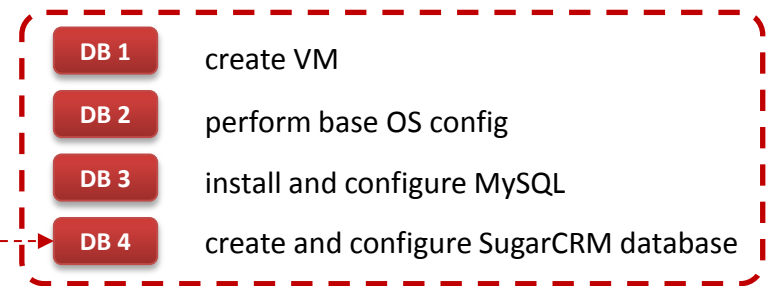 DB 1 create VM
DB 2 perform base OS config
DB 3 install and configure MySQL
DB 4 create and configure SugarCRM database